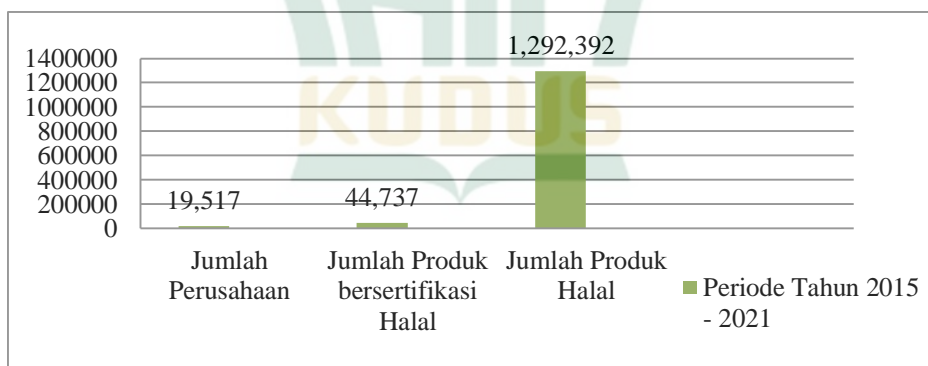 1400000
1200000
1000000
800000
600000
400000
200000
0
19,517
44,737
1,292,392
Jumlah
Perusahaan
Jumlah Produk
bersertifikasi
Halal
Jumlah Produk
Halal
Periode Tahun 2015
- 2021
KUDUS